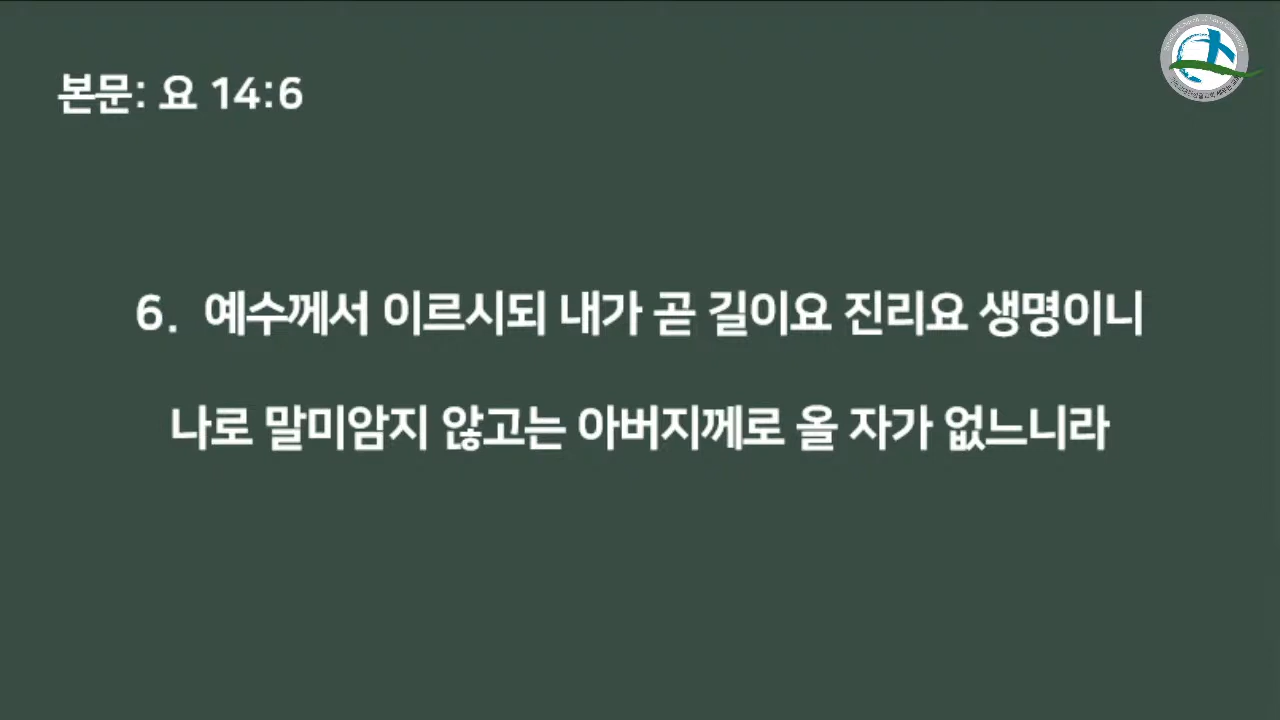 본문: 요 14:6
6. 예수께서 이르시되 내가 곧 길이요 진리요 생명이니
나로 말미암지 않고는 아버지께로 올 자가 없느니라